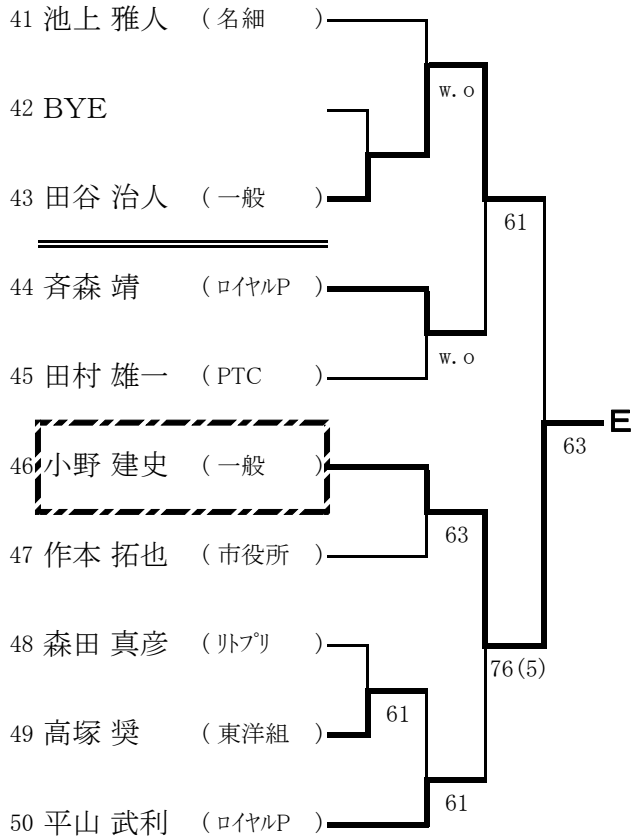 41 池上 雅人 (名細)
w.o
42 BYE
43 田谷 治人 (一般)
61
44 斉森 靖 (ロイヤルP)
w.o
45 田村 雄一 (PTC)
E
63
46 小野 建史 (一般)
63
47 作本 拓也 (市役所)
48 森田 真彦 (リトプリ)
76(5)
61
49 高塚 奨 (東洋組)
61
50 平山 武利 (ロイヤルP)